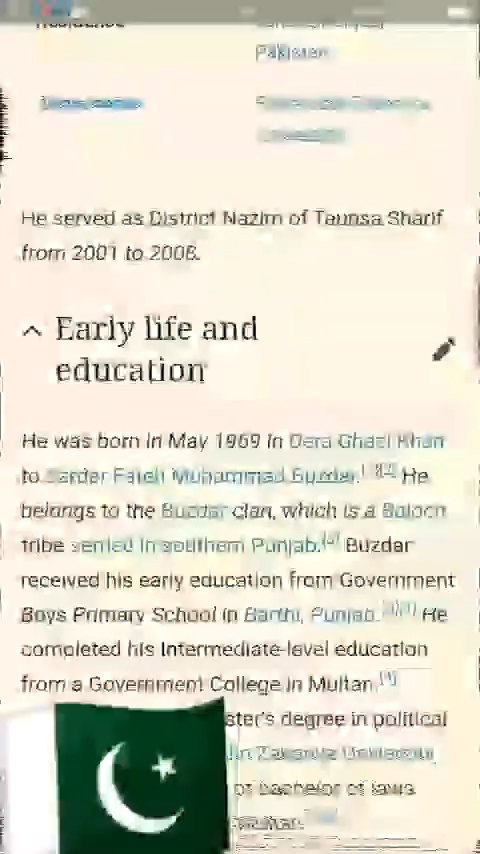 Pakistan
He served as District Nazim of Taunsa Sharif
from 2001 to 2008.
Early life and
education
He was born in May 1969 in Dera Ghazi Khan
to Sardar Fateh Muhammad Buzdar. He
belongs to the Buzdar clan, which is a Baloch
tribe settled in southern Punjab. Buzdar
received his early education from Government
Boys Primary School in Barthi, Punjab. He
completed his Intermediate-level education
from a Government College in Multan.
ster's degree in political
Zakariya University
of bachelor of laws